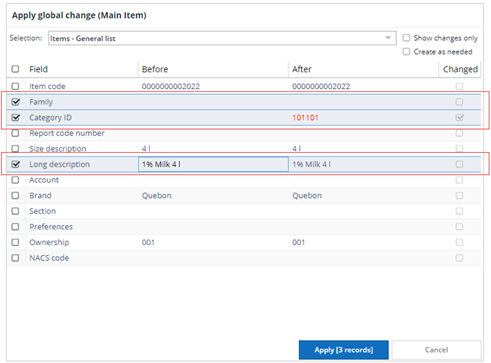 Apply global change (Main Item)
Selection: Items - General list Show changes only
Create as needed
Field Before After Changed
Item code 0000000002022 0000000002022
Family
Category ID 101101
Report code number
Size description 4 l 4 l
Long description 1% Milk 4 l 1% Milk 4 l
Account
Brand Quebon Quebon
Section
Preferences
Ownership 001 001
NACS code
Apply [3 records] Cancel